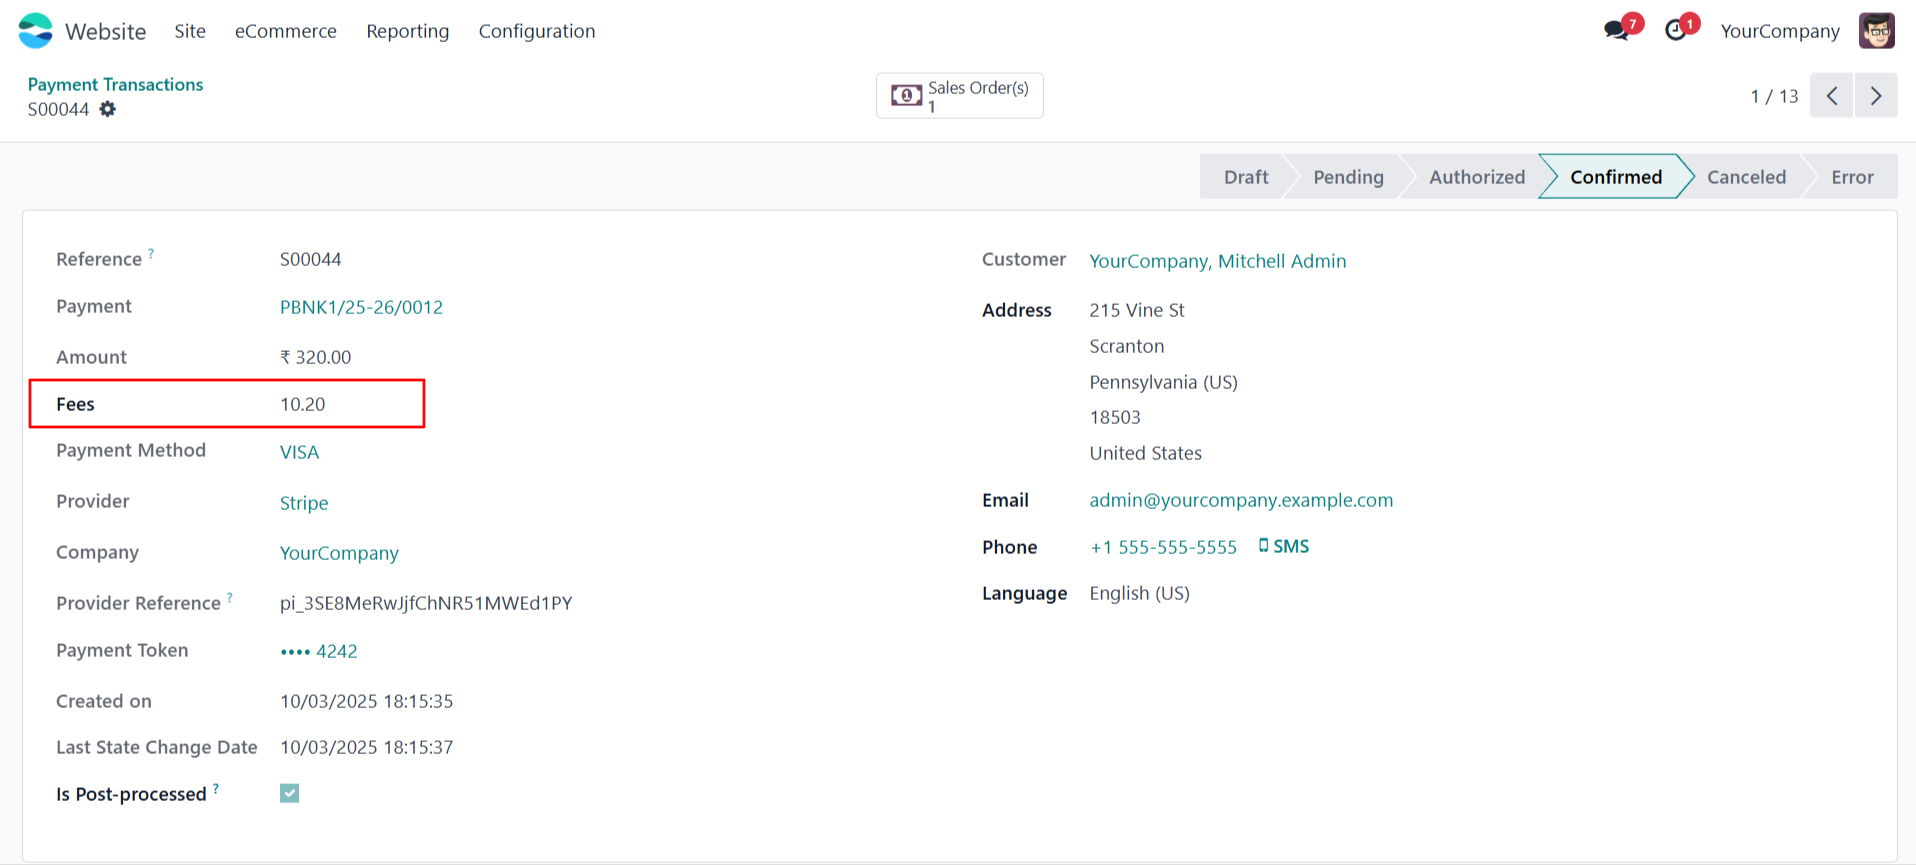 Website Site eCommerce Reporting Configuration 7 1 YourCompany
Payment Transactions
S00044
Sales Order(s)
1
1 / 13
Draft Pending Authorized Confirmed Canceled Error
Reference ? S00044
Payment PBNK1/25-26/0012
Amount ₹ 320.00
Fees 10.20
Payment Method VISA
Provider Stripe
Company YourCompany
Provider Reference ? pi_3SE8MeRwJjfChNR51MWEd1PY
Payment Token •••• 4242
Created on 10/03/2025 18:15:35
Last State Change Date 10/03/2025 18:15:37
Is Post-processed ?
Customer YourCompany, Mitchell Admin
Address 215 Vine St
Scranton
Pennsylvania (US)
18503
United States
Email admin@yourcompany.example.com
Phone +1 555-555-5555 SMS
Language English (US)